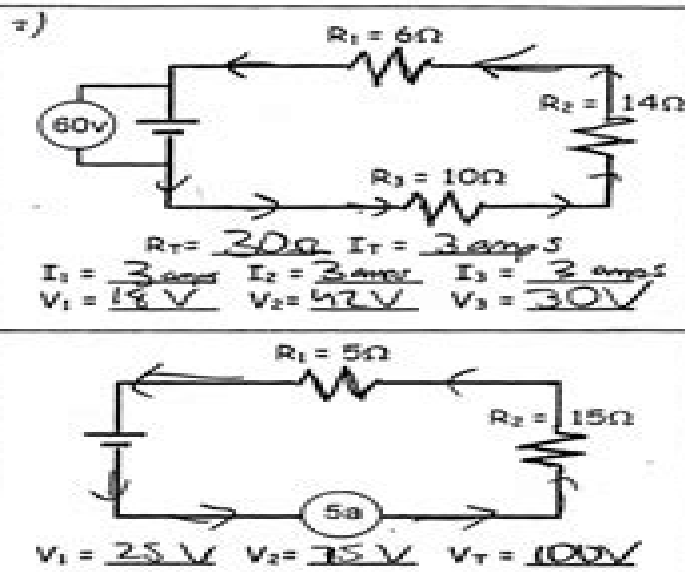 R₁ = 6Ω
R₂ = 14Ω
60v
R₃ = 10Ω
R_T = 30Ω I_T = 3 amps
I₁ = 3 amps I₂ = 3 amps I₃ = 3 amps
V₁ = 18 V V₂ = 42 V V₃ = 30V
R₁ = 5Ω
R₂ = 15Ω
5a
V₁ = 25 V V₂ = 75 V V_T = 100V